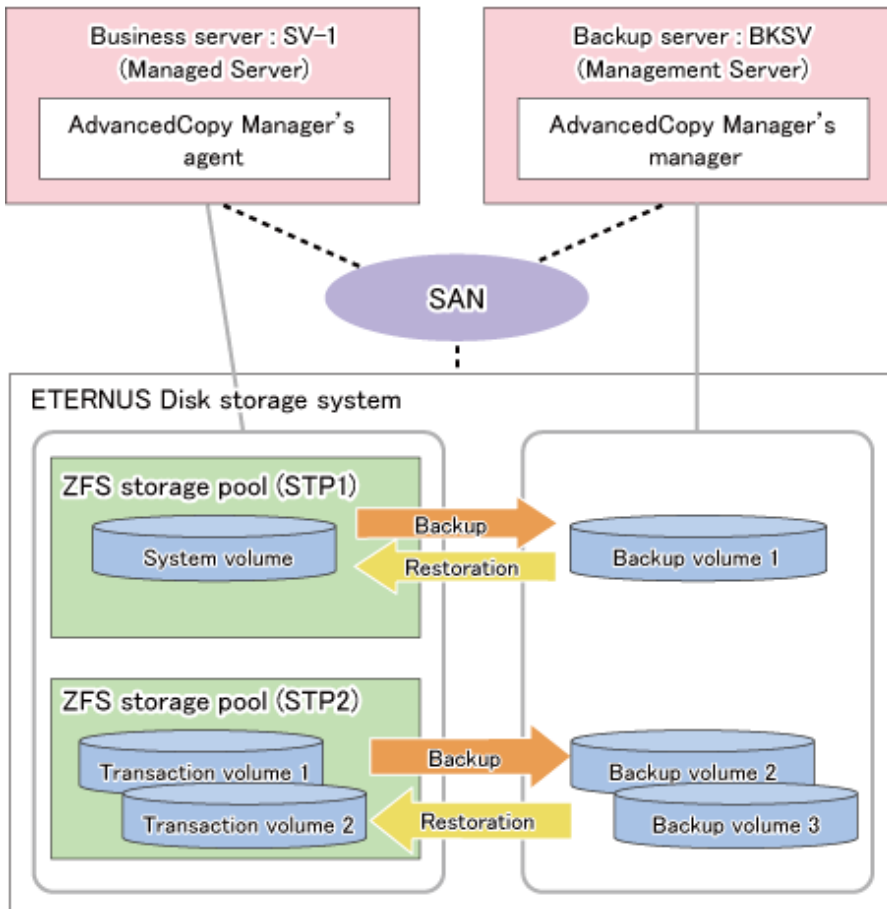 Business server : SV-1
(Managed Server)
AdvancedCopy Manager's
agent
Backup server : BKSV
(Management Server)
AdvancedCopy Manager's
manager
SAN
ETERNUS Disk storage system
ZFS storage pool (STP1)
System volume
Backup
Restoration
Backup volume 1
ZFS storage pool (STP2)
Transaction volume 1
Transaction volume 2
Backup
Restoration
Backup volume 2
Backup volume 3